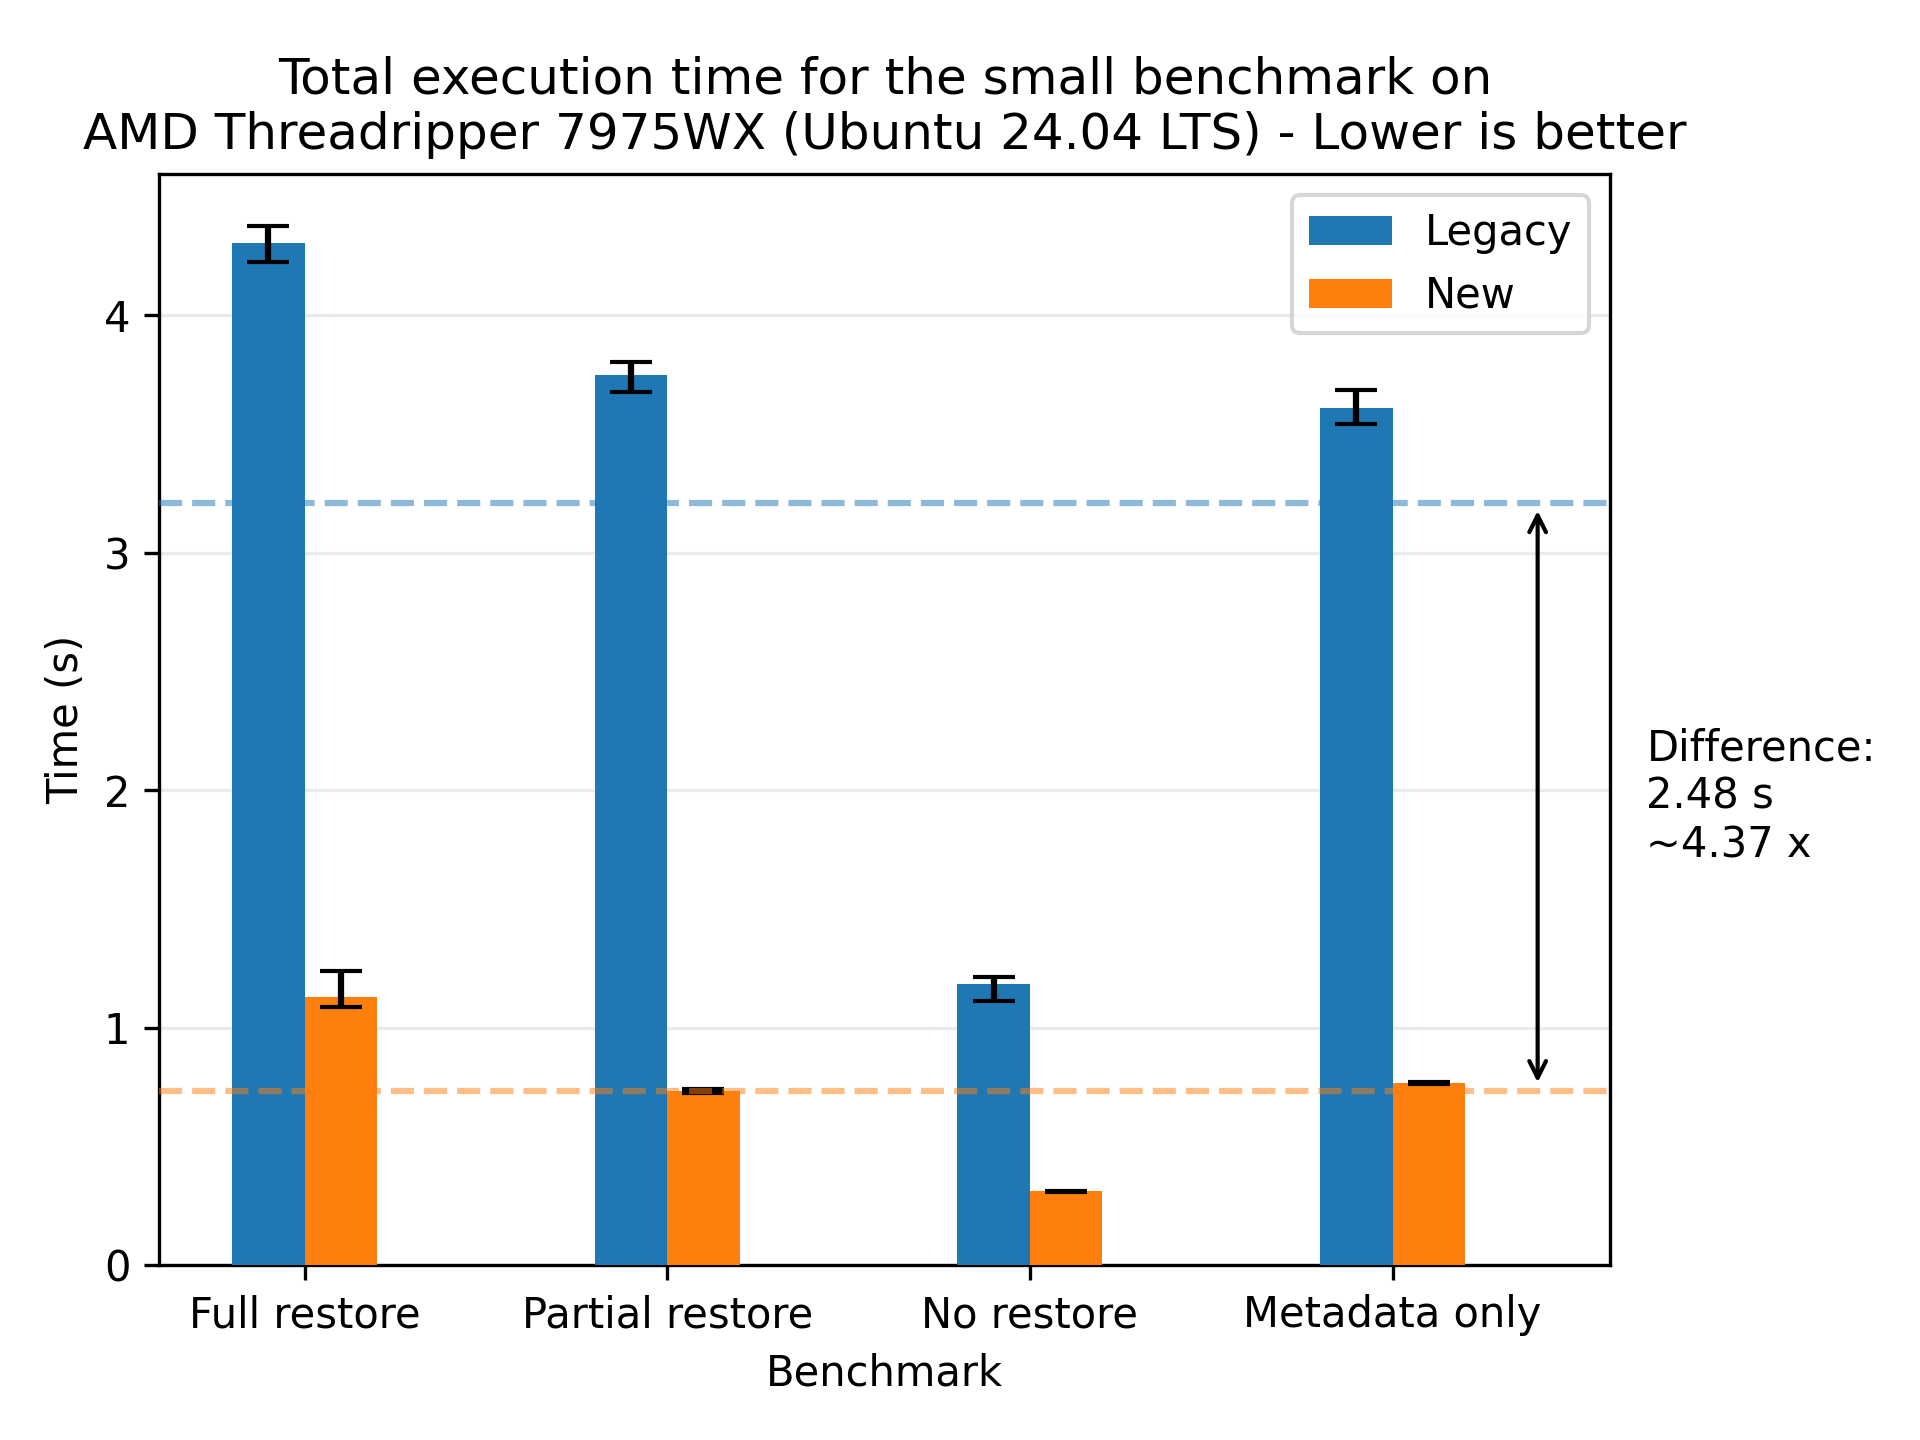 Total execution time for the small benchmark on
AMD Threadripper 7975WX (Ubuntu 24.04 LTS) - Lower is better
Legacy
New
Time (s)
4
3
2
1
0
Difference:
2.48 s
~4.37 x
Full restore
Partial restore
No restore
Metadata only
Benchmark